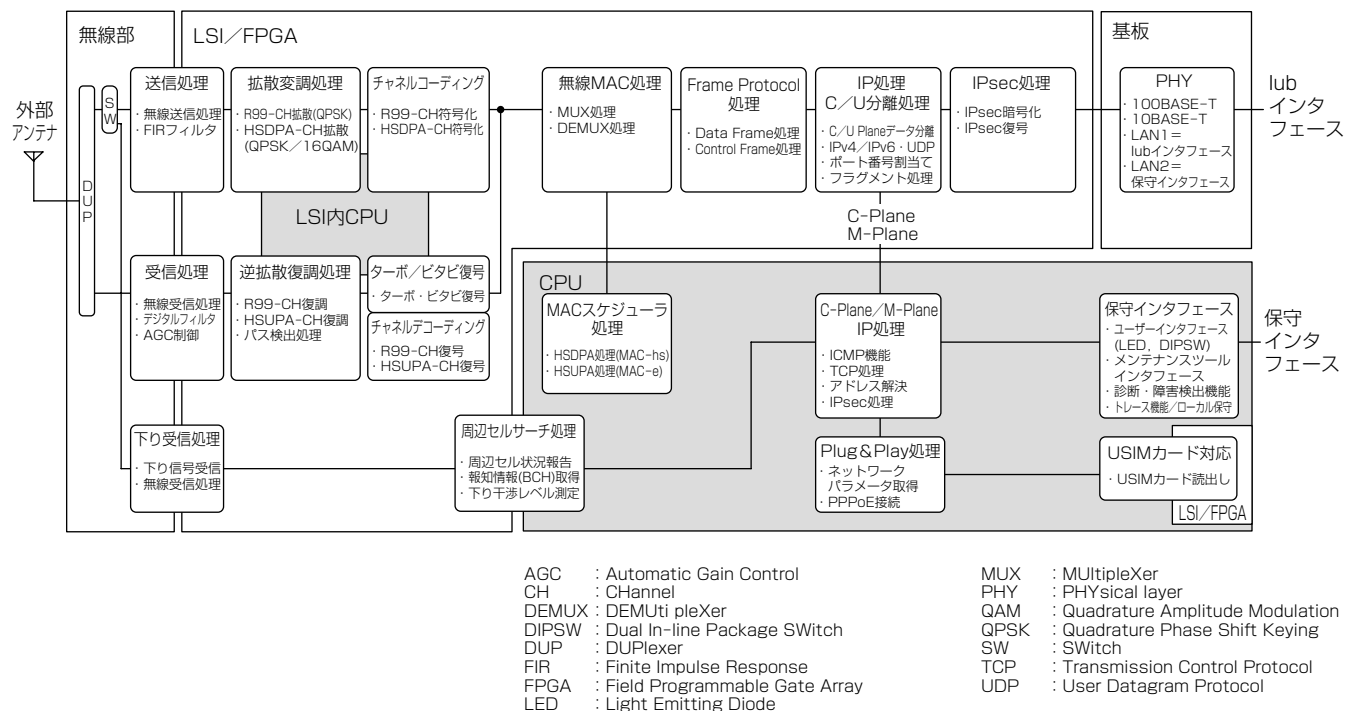 無線部
LSI／FPGA
基板
外部
アンテナ
DUP
SW
送信処理
・無線送信処理
・FIRフィルタ
拡散変調処理
・R99-CH拡散(QPSK)
・HSDPA-CH拡散
(QPSK／16QAM)
チャネルコーディング
・R99-CH符号化
・HSDPA-CH符号化
無線MAC処理
・MUX処理
・DEMUX処理
Frame Protocol
処理
・Data Frame処理
・Control Frame処理
IP処理
C／U分離処理
・C／U Planeデータ分離
・IPv4／IPv6・UDP
・ポート番号割当て
・フラグメント処理
IPsec処理
・IPsec暗号化
・IPsec復号
PHY
・100BASE-T
・10BASE-T
・LAN1＝
Iubインタフェース
・LAN2＝
保守インタフェース
Iub
インタ
フェース
LSI内CPU
C-Plane
M-Plane
受信処理
・無線受信処理
・デジタルフィルタ
・AGC制御
逆拡散復調処理
・R99-CH復調
・HSUPA-CH復調
・パス検出処理
ターボ／ビタビ復号
・ターボ・ビタビ復号
チャネルデコーディング
・R99-CH復号
・HSUPA-CH復号
CPU
MACスケジューラ
処理
・HSDPA処理(MAC-hs)
・HSUPA処理(MAC-e)
C-Plane／M-Plane
IP処理
・ICMP機能
・TCP処理
・アドレス解決
・IPsec処理
保守インタフェース
・ユーザーインタフェース
(LED, DIPSW)
・メンテナンスツール
インタフェース
・診断・障害検出機能
・トレース機能／ローカル保守
保守
インタ
フェース
下り受信処理
・下り信号受信
・無線受信処理
周辺セルサーチ処理
・周辺セル状況報告
・報知情報(BCH)取得
・下り干渉レベル測定
Plug＆Play処理
・ネットワーク
パラメータ取得
・PPPoE接続
USIMカード対応
・USIMカード読出し
LSI／FPGA
AGC : Automatic Gain Control
CH : CHannel
DEMUX : DEMUti pleXer
DIPSW : Dual In-line Package SWitch
DUP : DUPlexer
FIR : Finite Impulse Response
FPGA : Field Programmable Gate Array
LED : Light Emitting Diode
MUX : MUltipleXer
PHY : PHYsical layer
QAM : Quadrature Amplitude Modulation
QPSK : Quadrature Phase Shift Keying
SW : SWitch
TCP : Transmission Control Protocol
UDP : User Datagram Protocol